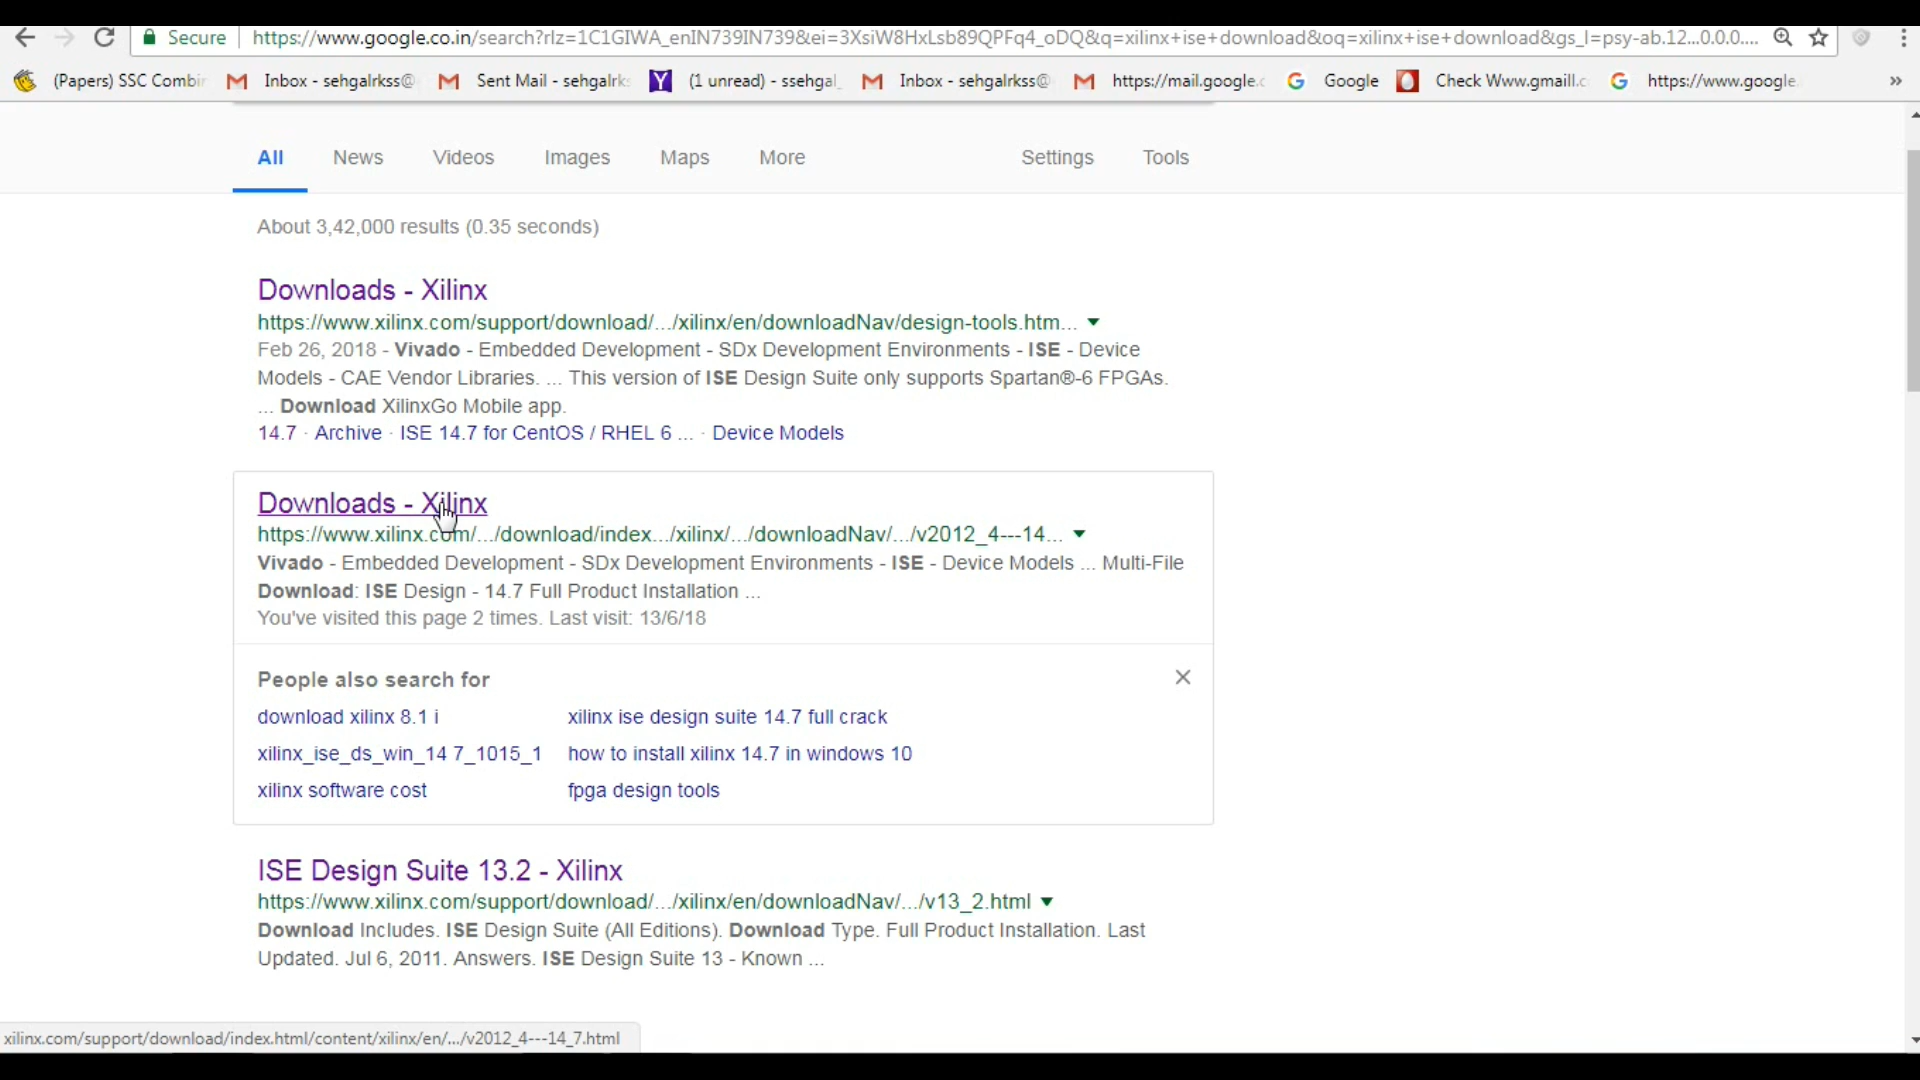 Secure https://www.google.co.in/search?rlz=1C1GIWA_enIN739IN739&ei=3XsiW8HxLsb89QPFq4_oDQ&q=xilinx+ise+download&oq=xilinx+ise+download&gs_l=psy-ab.12...0.0.0....
(Papers) SSC Combin Inbox - sehgalrkss@ Sent Mail - sehgalrks (1 unread) - ssehgal_ Inbox - sehgalrkss@ https://mail.google.c Google Check Www.gmaill.c https://www.google. »
All News Videos Images Maps More Settings Tools
About 3,42,000 results (0.35 seconds)
Downloads - Xilinx
https://www.xilinx.com/support/download/.../xilinx/en/downloadNav/design-tools.htm...
Feb 26, 2018 - Vivado - Embedded Development - SDx Development Environments - ISE - Device
Models - CAE Vendor Libraries. ... This version of ISE Design Suite only supports Spartan®-6 FPGAs.
... Download XilinxGo Mobile app.
14.7 · Archive · ISE 14.7 for CentOS / RHEL 6 ... · Device Models
Downloads - Xilinx
https://www.xilinx.com/.../download/index.../xilinx/.../downloadNav/.../v2012_4---14...
Vivado - Embedded Development - SDx Development Environments - ISE - Device Models ... Multi-File
Download: ISE Design - 14.7 Full Product Installation ...
You've visited this page 2 times. Last visit: 13/6/18
People also search for
download xilinx 8.1 i xilinx ise design suite 14.7 full crack
xilinx_ise_ds_win_14 7_1015_1 how to install xilinx 14.7 in windows 10
xilinx software cost fpga design tools
ISE Design Suite 13.2 - Xilinx
https://www.xilinx.com/support/download/.../xilinx/en/downloadNav/.../v13_2.html
Download Includes. ISE Design Suite (All Editions). Download Type. Full Product Installation. Last
Updated. Jul 6, 2011. Answers. ISE Design Suite 13 - Known ...
xilinx.com/support/download/index.html/content/xilinx/en/.../v2012_4---14_7.html